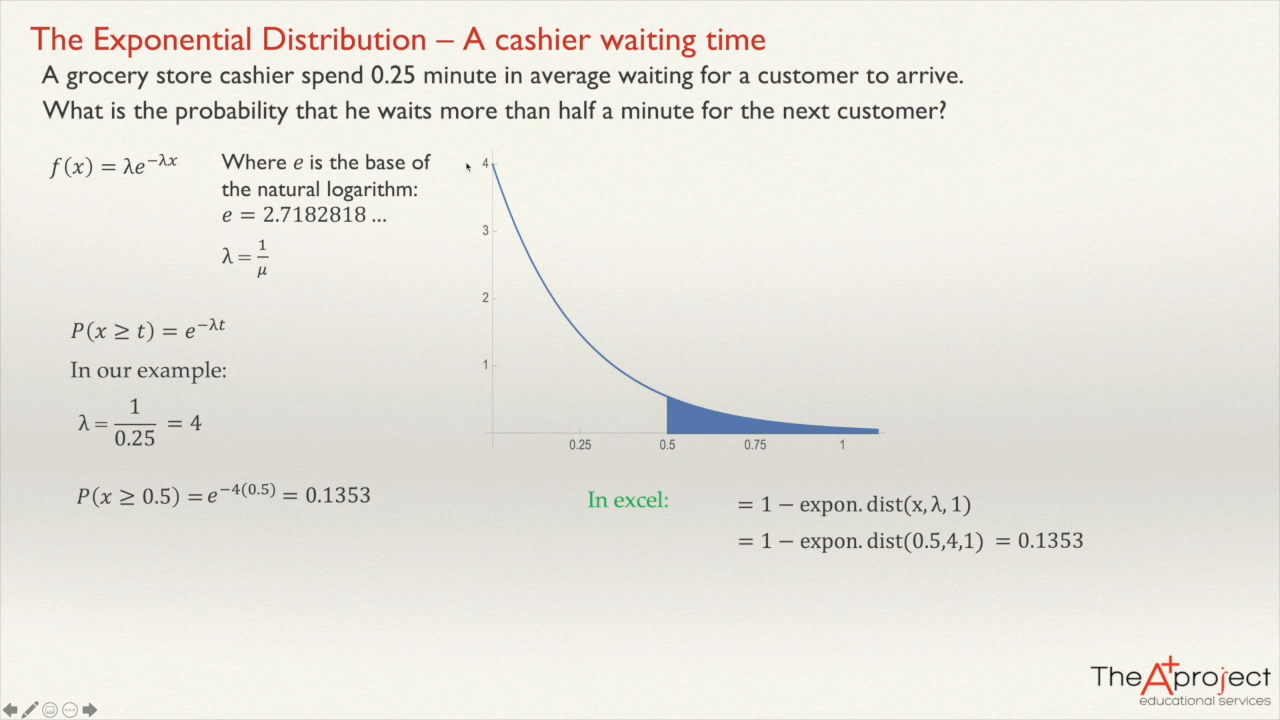 The Exponential Distribution – A cashier waiting time
A grocery store cashier spend 0.25 minute in average waiting for a customer to arrive.
What is the probability that he waits more than half a minute for the next customer?
f(x) = λe^{−λx}
Where e is the base of
the natural logarithm:
e = 2.7182818 ...
λ = 1/μ
P(x ≥ t) = e^{−λt}
In our example:
λ = 1/0.25 = 4
P(x ≥ 0.5) = e^{−4(0.5)} = 0.1353
4
3
2
1
0.25 0.5 0.75 1
In excel:
= 1 − expon. dist(x, λ, 1)
= 1 − expon. dist(0.5,4,1) = 0.1353
The A+ project
educational services